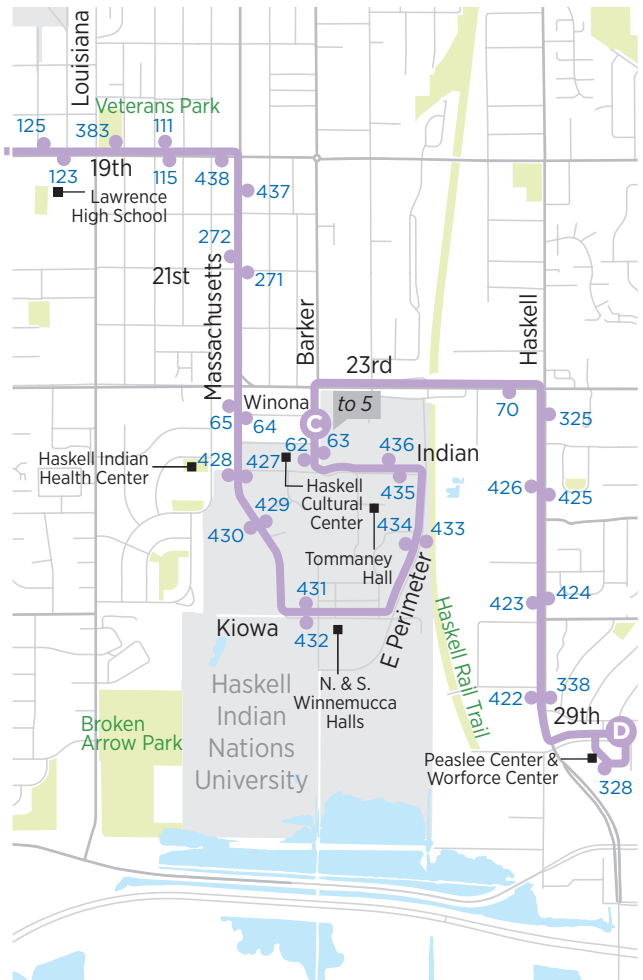 Louisiana
Veterans Park
125
383
111
19th
123
115
438
437
Lawrence
High School
272
21st
271
Massachusetts
Barker
Haskell
23rd
Winona
to 5
70
325
65
64
C
62
63
436
Indian
Haskell Indian
Health Center
428
427
Haskell
Cultural
Center
435
426
425
429
430
434
433
Tommaney
Hall
431
E Perimeter
423
424
Kiowa
432
Haskell Rail Trail
N. & S.
Winnemucca
Halls
Haskell
Indian
Nations
University
422
338
29th
D
Broken
Arrow Park
Peaslee Center &
Worforce Center
328